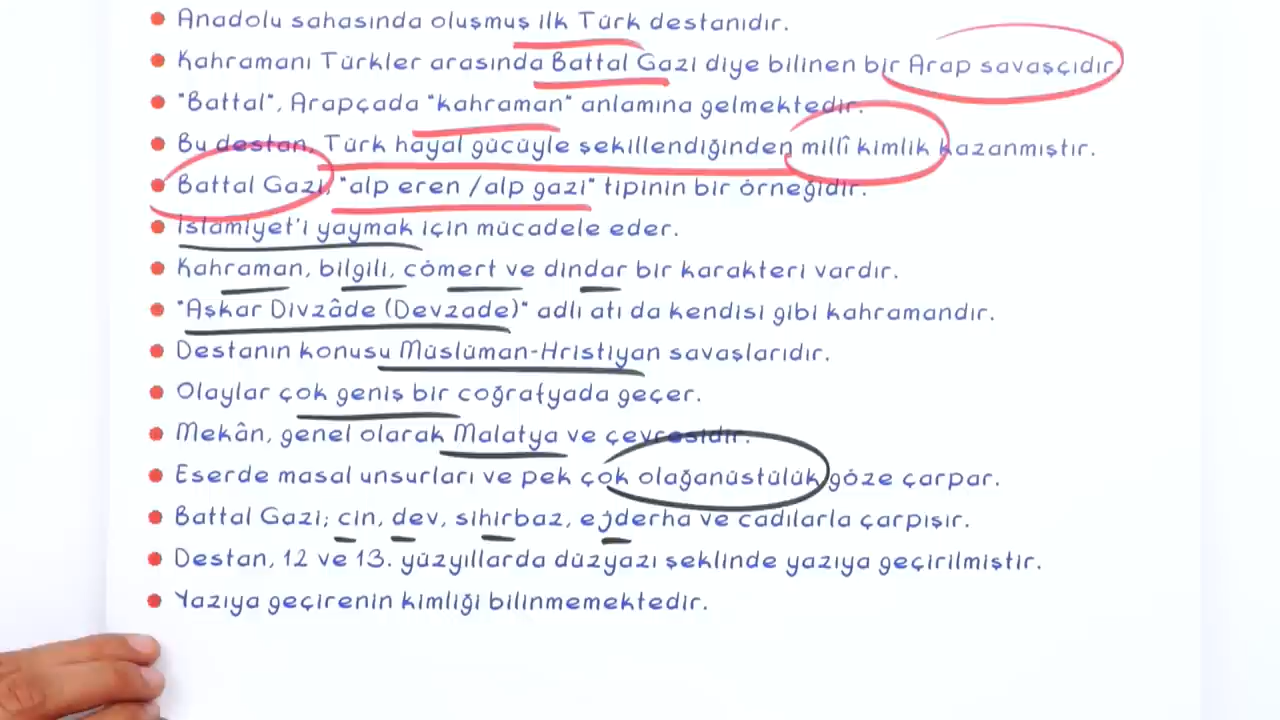 Anadolu sahasında oluşmuş ilk Türk destanıdır.
Kahramanı Türkler arasında Battal Gazi diye bilinen bir Arap savaşçıdır.
"Battal", Arapçada "kahraman" anlamına gelmektedir.
Bu destan, Türk hayal gücüyle şekillendiğinden millî kimlik kazanmıştır.
Battal Gazi, "alp eren / alp gazi" tipinin bir örneğidir.
İslamiyet'i yaymak için mücadele eder.
Kahraman, bilgili, cömert ve dindar bir karakteri vardır.
"Aşkar Divzâde (Devzade)" adlı atı da kendisi gibi kahramandır.
Destanın konusu Müslüman-Hristiyan savaşlarıdır.
Olaylar çok geniş bir coğrafyada geçer.
Mekân, genel olarak Malatya ve çevresidir.
Eserde masal unsurları ve pek çok olağanüstülük göze çarpar.
Battal Gazi; cin, dev, sihirbaz, ejderha ve cadılarla çarpışır.
Destan, 12 ve 13. yüzyıllarda düzyazı şeklinde yazıya geçirilmiştir.
Yazıya geçirenin kimliği bilinmemektedir.